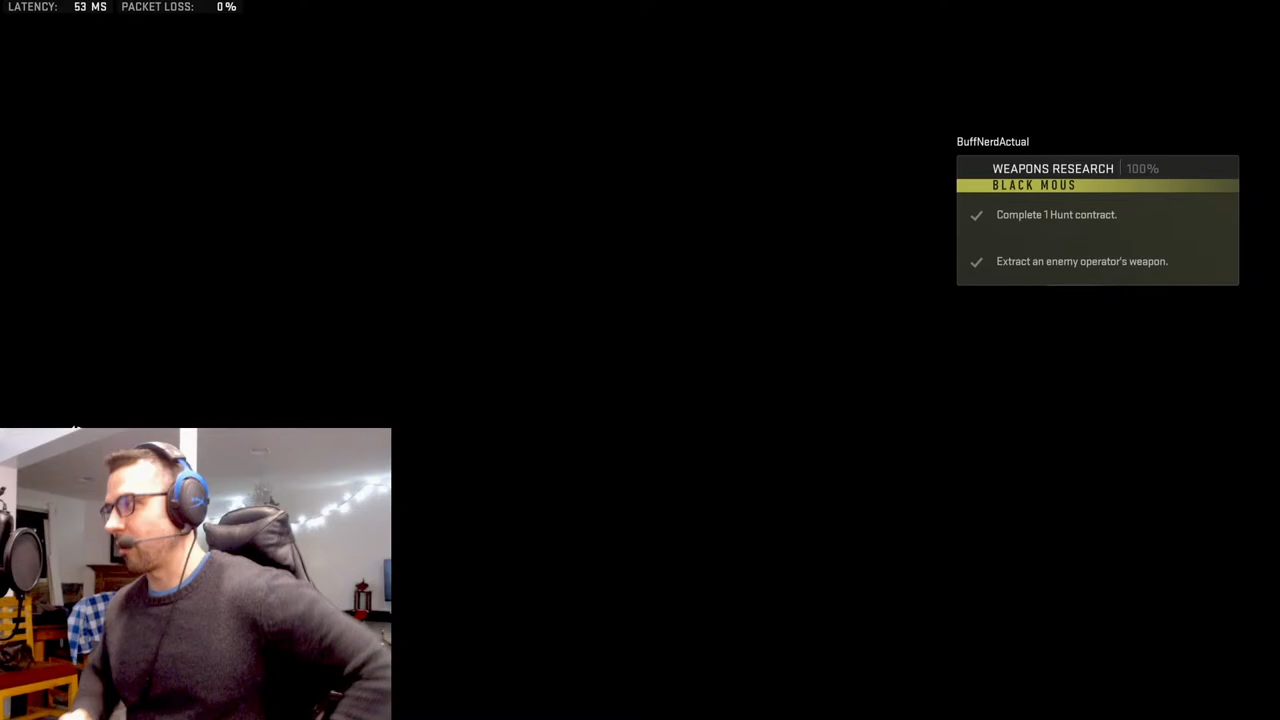 LATENCY: 53 MS PACKET LOSS: 0 %
BuffNerdActual
WEAPONS RESEARCH 100%
BLACK MOUS
Complete 1 Hunt contract.
Extract an enemy operator's weapon.